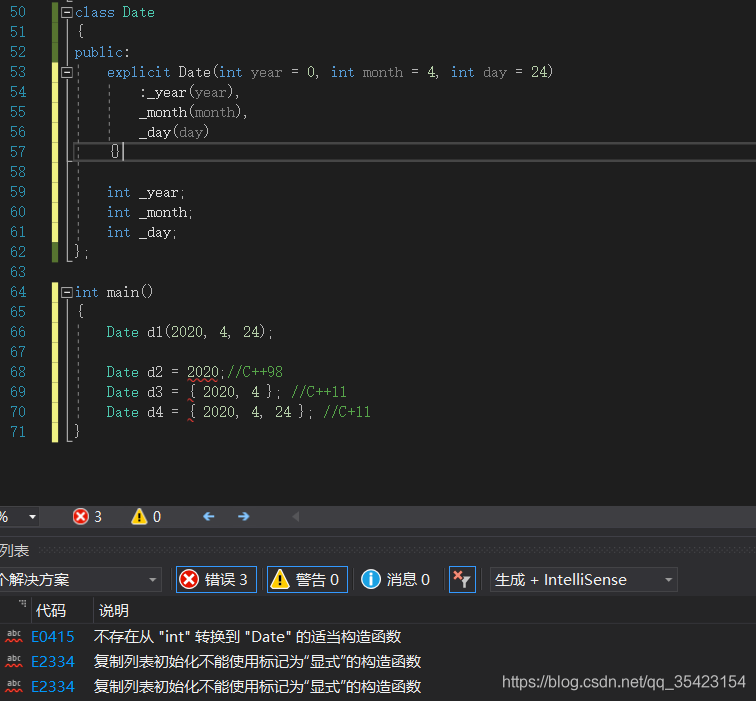 50 class Date
51 {
52 public:
53 explicit Date(int year = 0, int month = 4, int day = 24)
54 :_year(year),
55 _month(month),
56 _day(day)
57 {}
58
59 int _year;
60 int _month;
61 int _day;
62 };
63
64 int main()
65 {
66 Date d1(2020, 4, 24);
67
68 Date d2 = 2020;//C++98
69 Date d3 = { 2020, 4 }; //C++11
70 Date d4 = { 2020, 4, 24 }; //C+11
71 }
% 3 0
列表
个解决方案 错误 3 警告 0 消息 0 生成 + IntelliSense
代码 说明
abc E0415 不存在从 "int" 转换到 "Date" 的适当构造函数
abc E2334 复制列表初始化不能使用标记为“显式”的构造函数
abc E2334 复制列表初始化不能使用标记为“显式”的构造函数
https://blog.csdn.net/qq_35423154